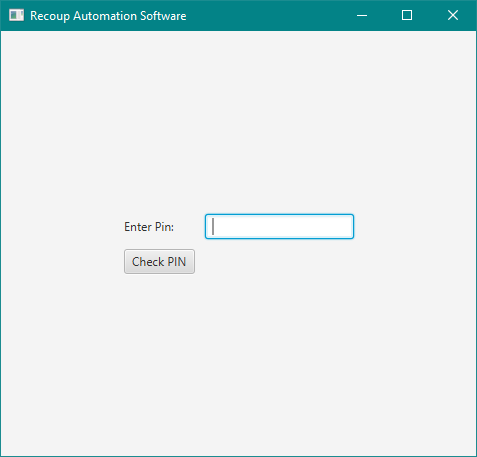 Recoup Automation Software
Enter Pin:
Check PIN